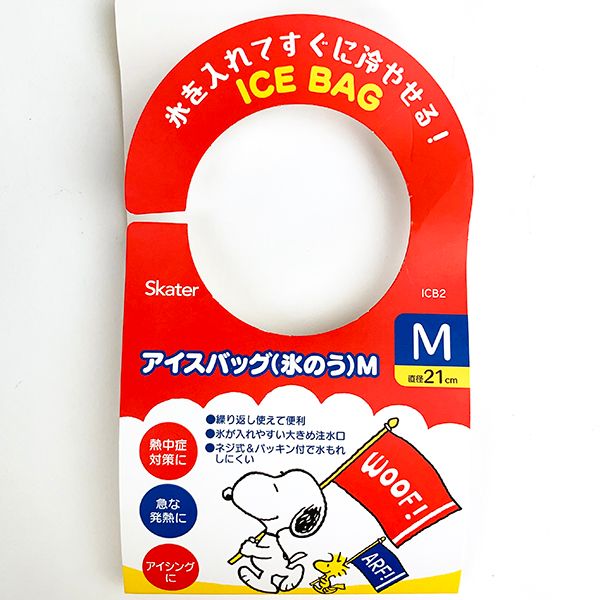 氷を入れてすぐに冷やせる!
ICE BAG
Skater
ICB2
アイスバッグ(氷のう)M
M
直径21cm
●繰り返し使えて便利
●氷が入れやすい大きめ注水口
●ネジ式&パッキン付で水もれ
しにくい
熱中症
対策に
急な
発熱に
アイシング
に
WOOF!
ARF!